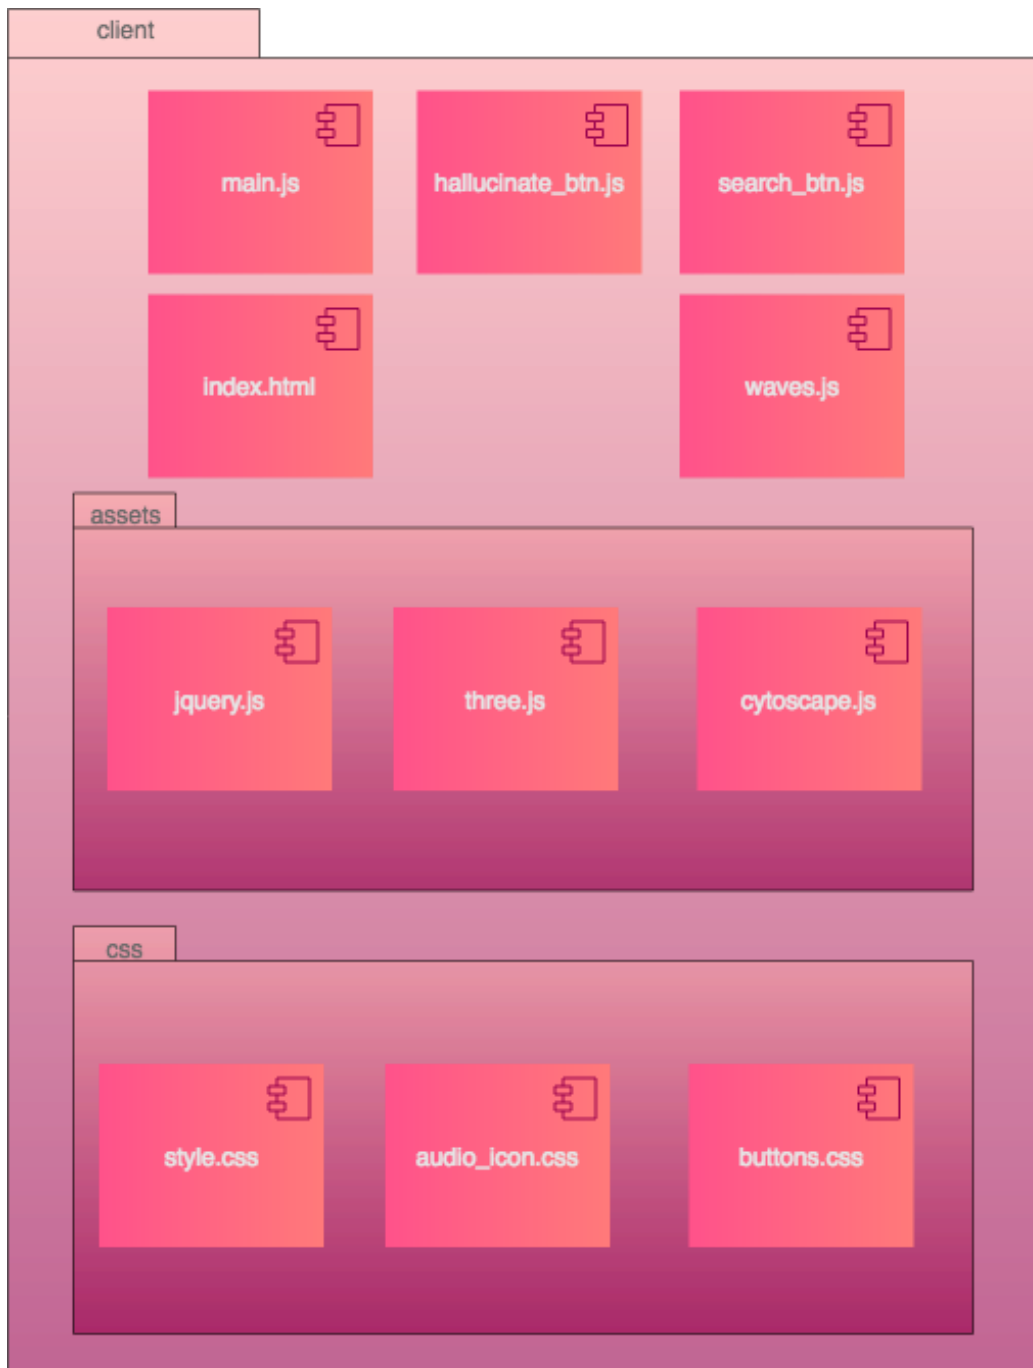 client
main.js
hallucinate_btn.js
search_btn.js
index.html
waves.js
assets
jquery.js
three.js
cytoscape.js
css
style.css
audio_icon.css
buttons.css